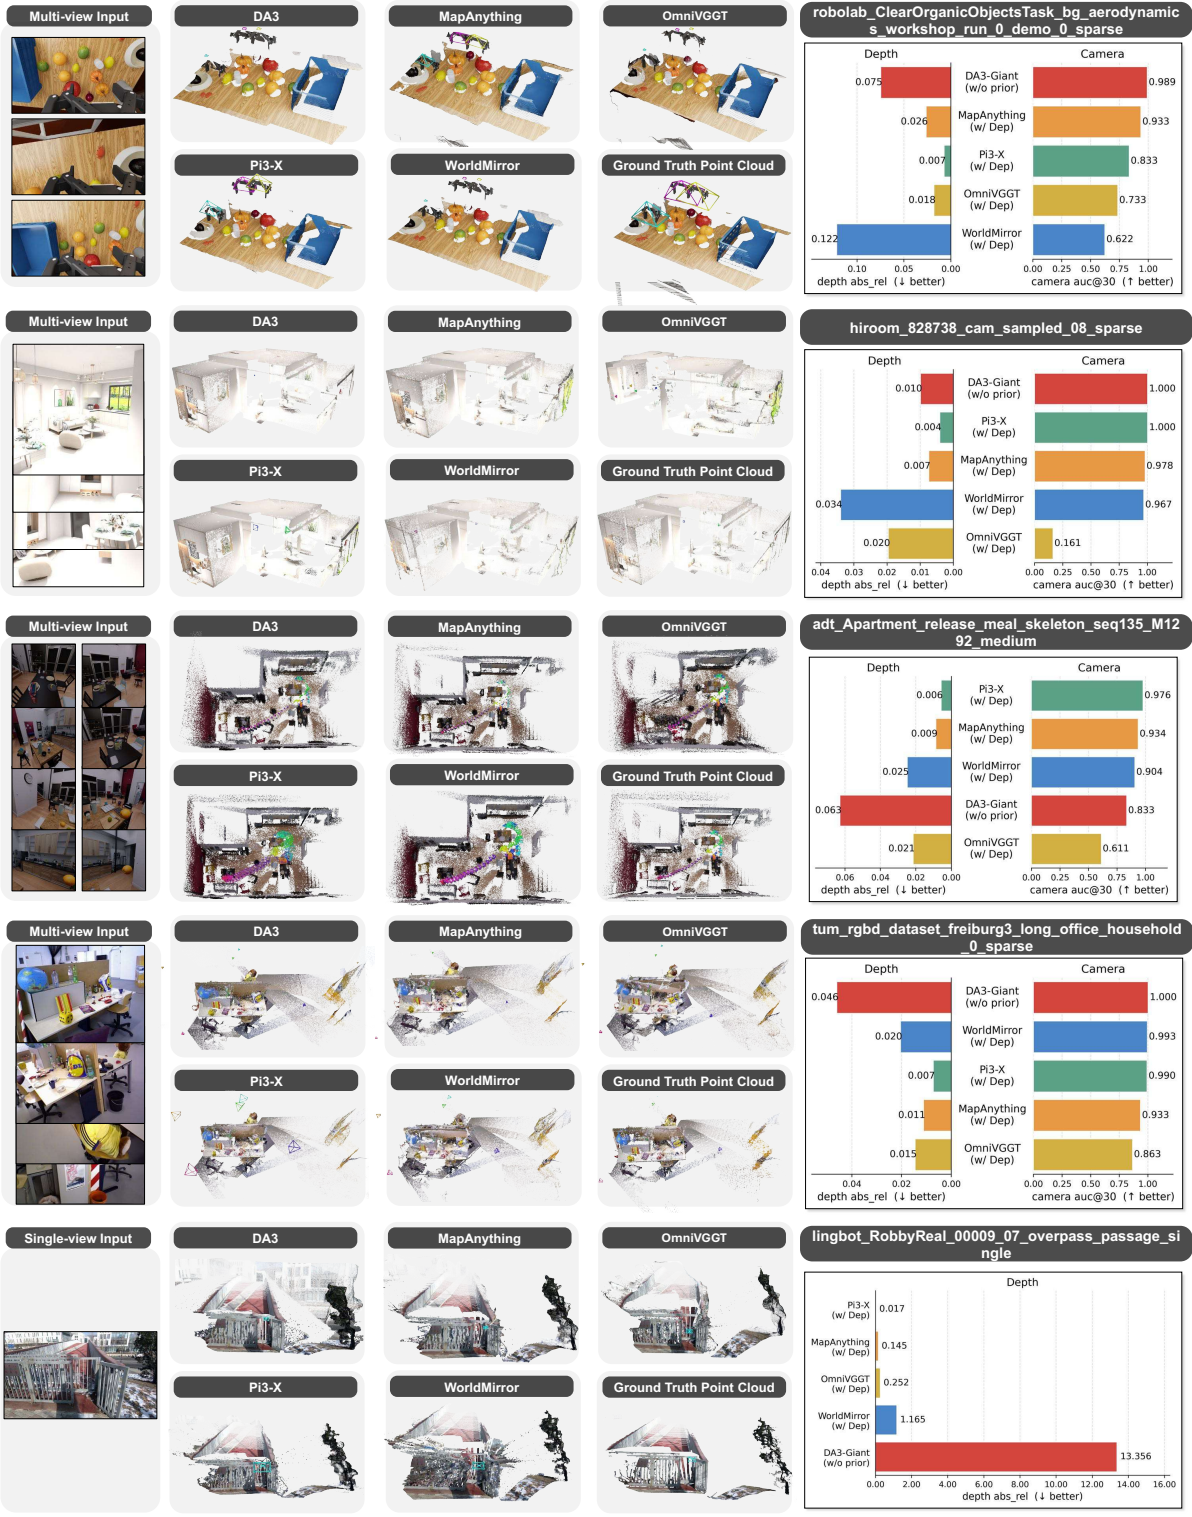 Multi-view Input
DA3
MapAnything
OmniVGGT
Pi3-X
WorldMirror
Ground Truth Point Cloud
robolab_ClearOrganicObjectsTask_bg_aerodynamic
s_workshop_run_0_demo_0_sparse
Depth
Camera
0.075
DA3-Giant
(w/o prior)
0.989
0.026
MapAnything
(w/ Dep)
0.933
0.007
Pi3-X
(w/ Dep)
0.833
0.018
OmniVGGT
(w/ Dep)
0.733
0.122
WorldMirror
(w/ Dep)
0.622
0.10 0.05 0.00
0.00 0.25 0.50 0.75 1.00
depth abs_rel (↓ better)
camera auc@30 (↑ better)
Multi-view Input
DA3
MapAnything
OmniVGGT
Pi3-X
WorldMirror
Ground Truth Point Cloud
hiroom_828738_cam_sampled_08_sparse
Depth
Camera
0.010
DA3-Giant
(w/o prior)
1.000
0.004
Pi3-X
(w/ Dep)
1.000
0.007
MapAnything
(w/ Dep)
0.978
0.034
WorldMirror
(w/ Dep)
0.967
0.020
OmniVGGT
(w/ Dep)
0.161
0.04 0.03 0.02 0.01 0.00
0.00 0.25 0.50 0.75 1.00
depth abs_rel (↓ better)
camera auc@30 (↑ better)
Multi-view Input
DA3
MapAnything
OmniVGGT
Pi3-X
WorldMirror
Ground Truth Point Cloud
adt_Apartment_release_meal_skeleton_seq135_M12
92_medium
Depth
Camera
0.006
Pi3-X
(w/ Dep)
0.976
0.009
MapAnything
(w/ Dep)
0.934
0.025
WorldMirror
(w/ Dep)
0.904
0.063
DA3-Giant
(w/o prior)
0.833
0.021
OmniVGGT
(w/ Dep)
0.611
0.06 0.04 0.02 0.00
0.00 0.25 0.50 0.75 1.00
depth abs_rel (↓ better)
camera auc@30 (↑ better)
Multi-view Input
DA3
MapAnything
OmniVGGT
Pi3-X
WorldMirror
Ground Truth Point Cloud
tum_rgbd_dataset_freiburg3_long_office_household
_0_sparse
Depth
Camera
0.046
DA3-Giant
(w/o prior)
1.000
0.020
WorldMirror
(w/ Dep)
0.993
0.007
Pi3-X
(w/ Dep)
0.990
0.011
MapAnything
(w/ Dep)
0.933
0.015
OmniVGGT
(w/ Dep)
0.863
0.04 0.02 0.00
0.00 0.25 0.50 0.75 1.00
depth abs_rel (↓ better)
camera auc@30 (↑ better)
Single-view Input
DA3
MapAnything
OmniVGGT
Pi3-X
WorldMirror
Ground Truth Point Cloud
lingbot_RobbyReal_00009_07_overpass_passage_si
ngle
Depth
Pi3-X
(w/ Dep)
0.017
MapAnything
(w/ Dep)
0.145
OmniVGGT
(w/ Dep)
0.252
WorldMirror
(w/ Dep)
1.165
DA3-Giant
(w/o prior)
13.356
0.00 2.00 4.00 6.00 8.00 10.00 12.00 14.00 16.00
depth abs_rel (↓ better)